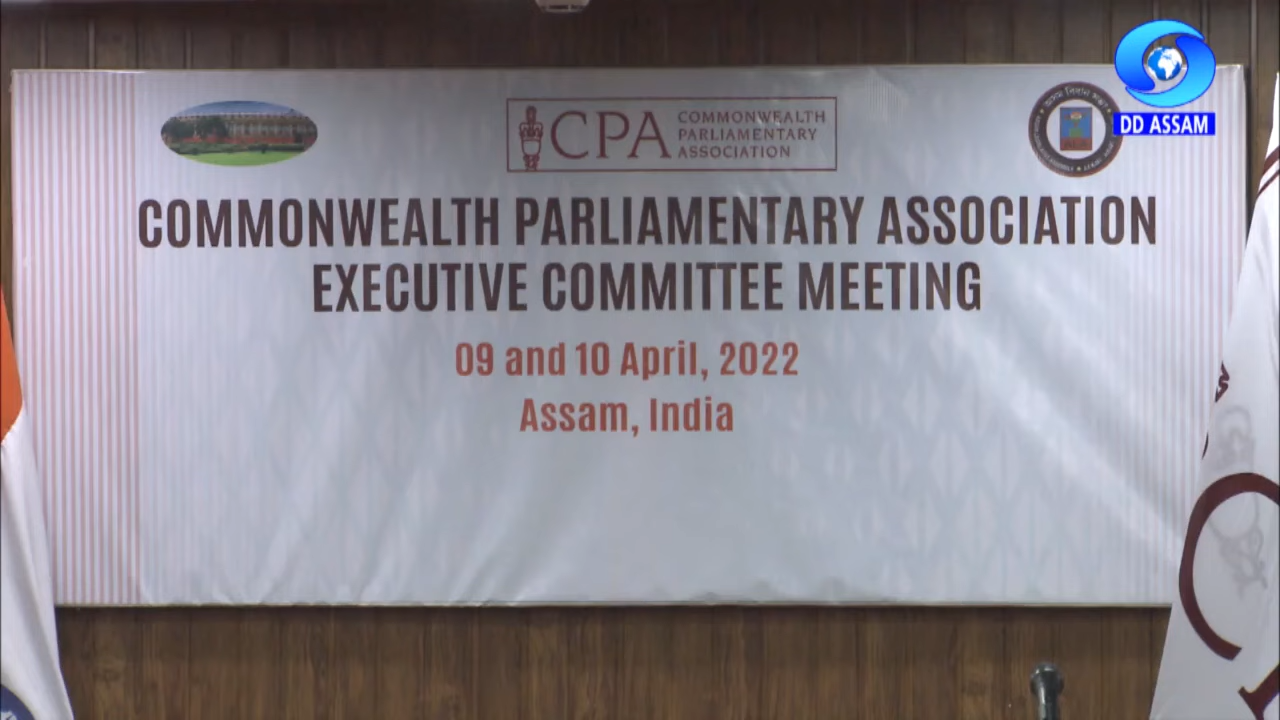 CPA
COMMONWEALTH
PARLIAMENTARY
ASSOCIATION
DD ASSAM
COMMONWEALTH PARLIAMENTARY ASSOCIATION
EXECUTIVE COMMITTEE MEETING
09 and 10 April, 2022
Assam, India